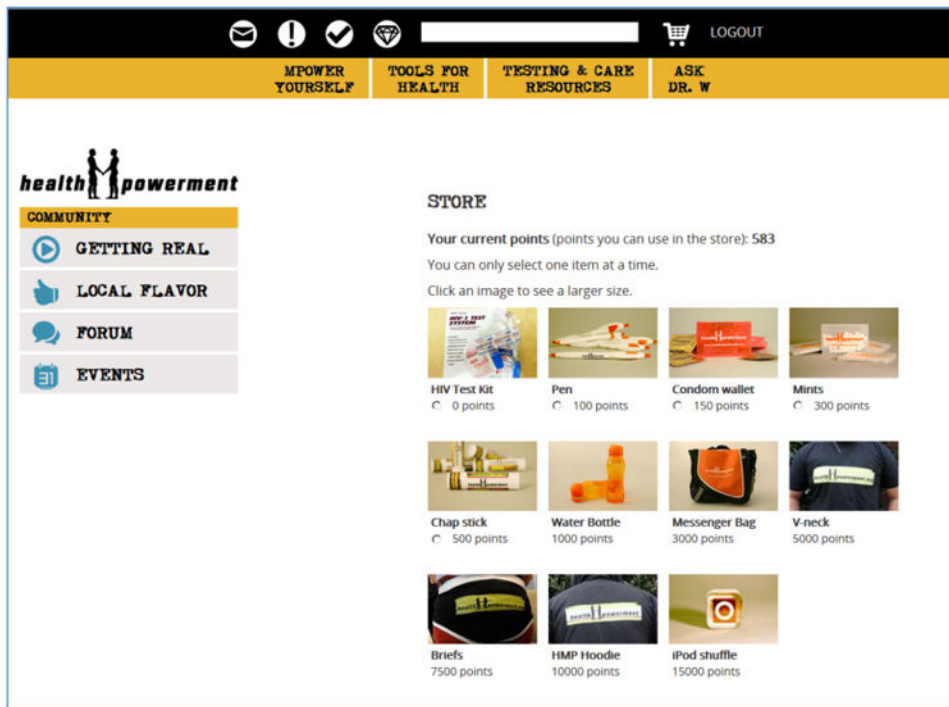 LOGOUT
MPOWER
YOURSELF
TOOLS FOR
HEALTH
TESTING & CARE
RESOURCES
ASK
DR. W
health powerment
COMMUNITY
GETTING REAL
LOCAL FLAVOR
FORUM
31 EVENTS
STORE
Your current points (points you can use in the store): 583
You can only select one item at a time.
Click an image to see a larger size.
HIV Test Kit Pen Condom wallet Mints
0 points 100 points 150 points 300 points
Chap stick Water Bottle Messenger Bag V-neck
500 points 1000 points 3000 points 5000 points
Briefs HMP Hoodie iPod shuffle
7500 points 10000 points 15000 points